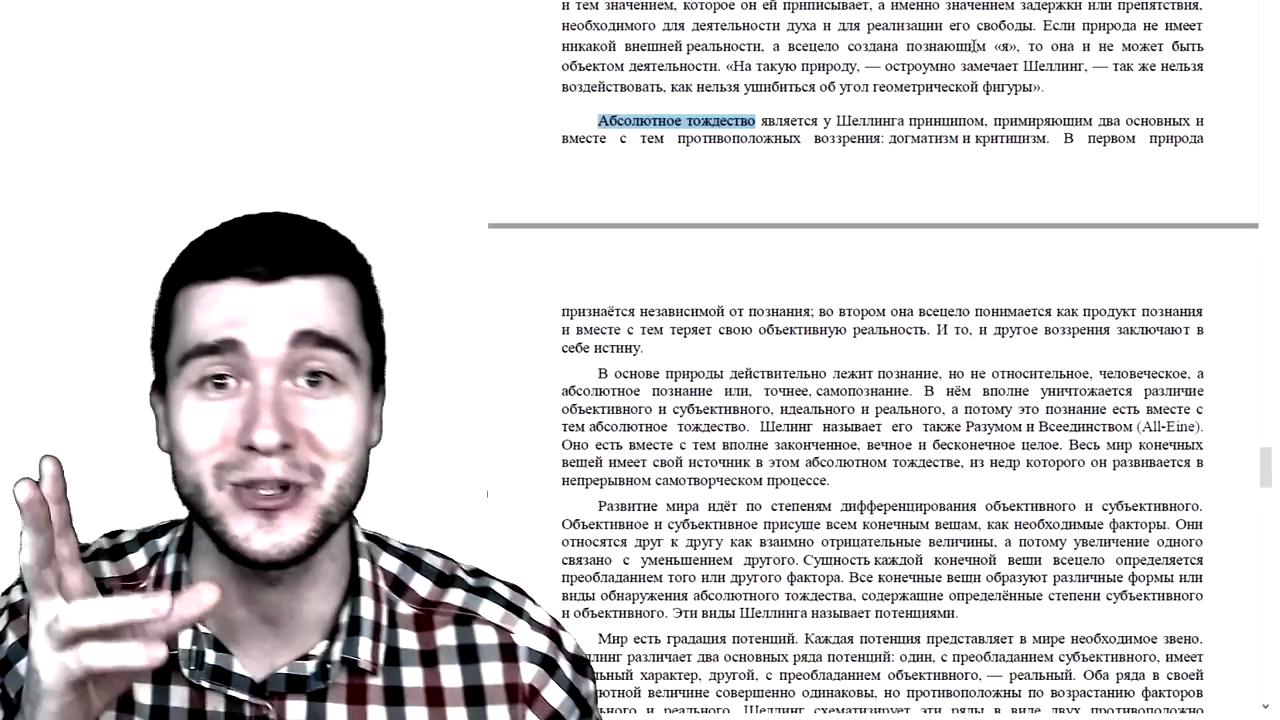 и тем значением, которое он ей приписывает, а именно значением задержки или препятствия,
необходимого для деятельности духа и для реализации его свободы. Если природа не имеет
никакой внешней реальности, а всецело создана познающим «я», то она и не может быть
объектом деятельности. «На такую природу, — остроумно замечает Шеллинг, — так же нельзя
воздействовать, как нельзя ушибиться об угол геометрической фигуры».
Абсолютное тождество является у Шеллинга принципом, примиряющим два основных и
вместе с тем противоположных воззрения: догматизм и критицизм. В первом природа
признаётся независимой от познания; во втором она всецело понимается как продукт познания
и вместе с тем теряет свою объективную реальность. И то, и другое воззрения заключают в
себе истину.
В основе природы действительно лежит познание, но не относительное, человеческое, а
абсолютное познание или, точнее, самопознание. В нём вполне уничтожается различие
объективного и субъективного, идеального и реального, а потому это познание есть вместе с
тем абсолютное тождество. Шелинг называет его также Разумом и Всеединством (All-Eine).
Оно есть вместе с тем вполне законченное, вечное и бесконечное целое. Весь мир конечных
вещей имеет свой источник в этом абсолютном тождестве, из недр которого он развивается в
непрерывном самотворческом процессе.
Развитие мира идёт по степеням дифференцирования объективного и субъективного.
Объективное и субъективное присуще всем конечным вещам, как необходимые факторы. Они
относятся друг к другу как взаимно отрицательные величины, а потому увеличение одного
связано с уменьшением другого. Сущность каждой конечной вещи всецело определяется
преобладанием того или другого фактора. Все конечные вещи образуют различные формы или
виды обнаружения абсолютного тождества, содержащие определённые степени субъективного
и объективного. Эти виды Шеллинга называет потенциями.
Мир есть градация потенций. Каждая потенция представляет в мире необходимое звено.
различает два основных ряда потенций: один, с преобладанием субъективного, имеет
характер, другой, с преобладанием объективного, — реальный. Оба ряда в своей
величине совершенно одинаковы, но противоположны по возрастанию факторов
и реального. Шеллинг схематизирует эти ряды в виде двух противоположно